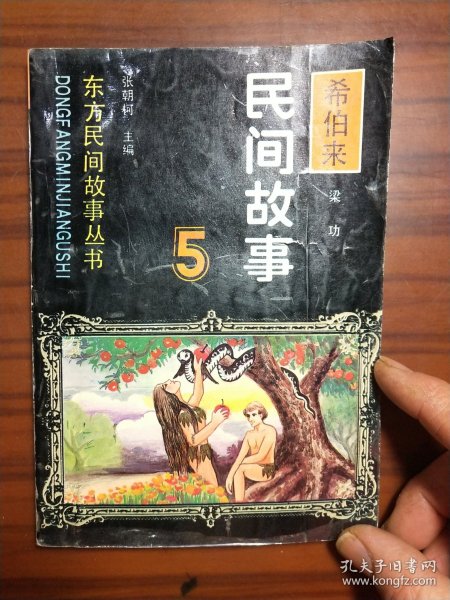 希伯来
民间故事
梁功
5
张朝柯 主编
东方民间故事丛书
DONGFANGMINJIANGUSHI
孔夫子旧书网
www.kongfz.com